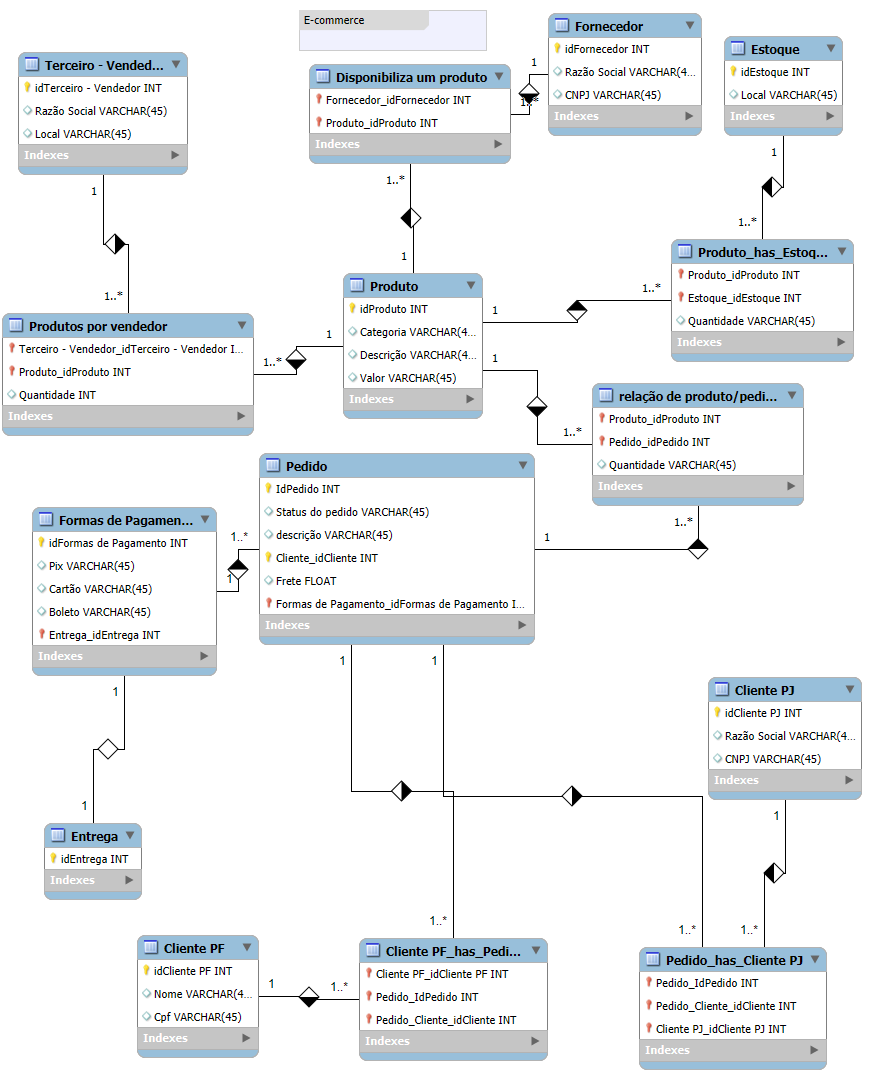 E-commerce
Terceiro - Vended...
idTerceiro - Vendedor INT
Razão Social VARCHAR(45)
Local VARCHAR(45)
Indexes
Disponibiliza um produto
Fornecedor_idFornecedor INT
Produto_idProduto INT
Indexes
Fornecedor
idFornecedor INT
Razão Social VARCHAR(4...
CNPJ VARCHAR(45)
Indexes
Estoque
idEstoque INT
Local VARCHAR(45)
Indexes
1
1..*
1
1..*
1..*
1
1
1..*
Produtos por vendedor
Terceiro - Vendedor_idTerceiro - Vendedor I...
Produto_idProduto INT
Quantidade INT
Indexes
1..*
1
Produto
idProduto INT
Categoria VARCHAR(4...
Descrição VARCHAR(4...
Valor VARCHAR(45)
Indexes
1
1..*
1
1..*
Produto_has_Estoq...
Produto_idProduto INT
Estoque_idEstoque INT
Quantidade VARCHAR(45)
Indexes
relação de produto/pedi...
Produto_idProduto INT
Pedido_idPedido INT
Quantidade VARCHAR(45)
Indexes
1..*
1
Formas de Pagamen...
idFormas de Pagamento INT
Pix VARCHAR(45)
Cartão VARCHAR(45)
Boleto VARCHAR(45)
Entrega_idEntrega INT
Indexes
1..*
1
Pedido
IdPedido INT
Status do pedido VARCHAR(45)
descrição VARCHAR(45)
Cliente_idCliente INT
Frete FLOAT
Formas de Pagamento_idFormas de Pagamento I...
Indexes
1
1
1
1
Entrega
idEntrega INT
Indexes
Cliente PJ
idCliente PJ INT
Razão Social VARCHAR(4...
CNPJ VARCHAR(45)
Indexes
1
1..*
1..*
1..*
Cliente PF
idCliente PF INT
Nome VARCHAR(4...
Cpf VARCHAR(45)
Indexes
1
1..*
Cliente PF_has_Pedi...
Cliente PF_idCliente PF INT
Pedido_IdPedido INT
Pedido_Cliente_idCliente INT
Indexes
Pedido_has_Cliente PJ
Pedido_IdPedido INT
Pedido_Cliente_idCliente INT
Cliente PJ_idCliente PJ INT
Indexes